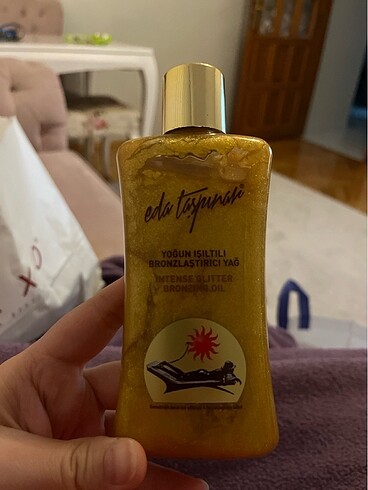 eda taşpınar
YOĞUN IŞILTILI
BRONZLAŞTIRICI YAĞ
INTENSE GLITTER
BRONZING OIL